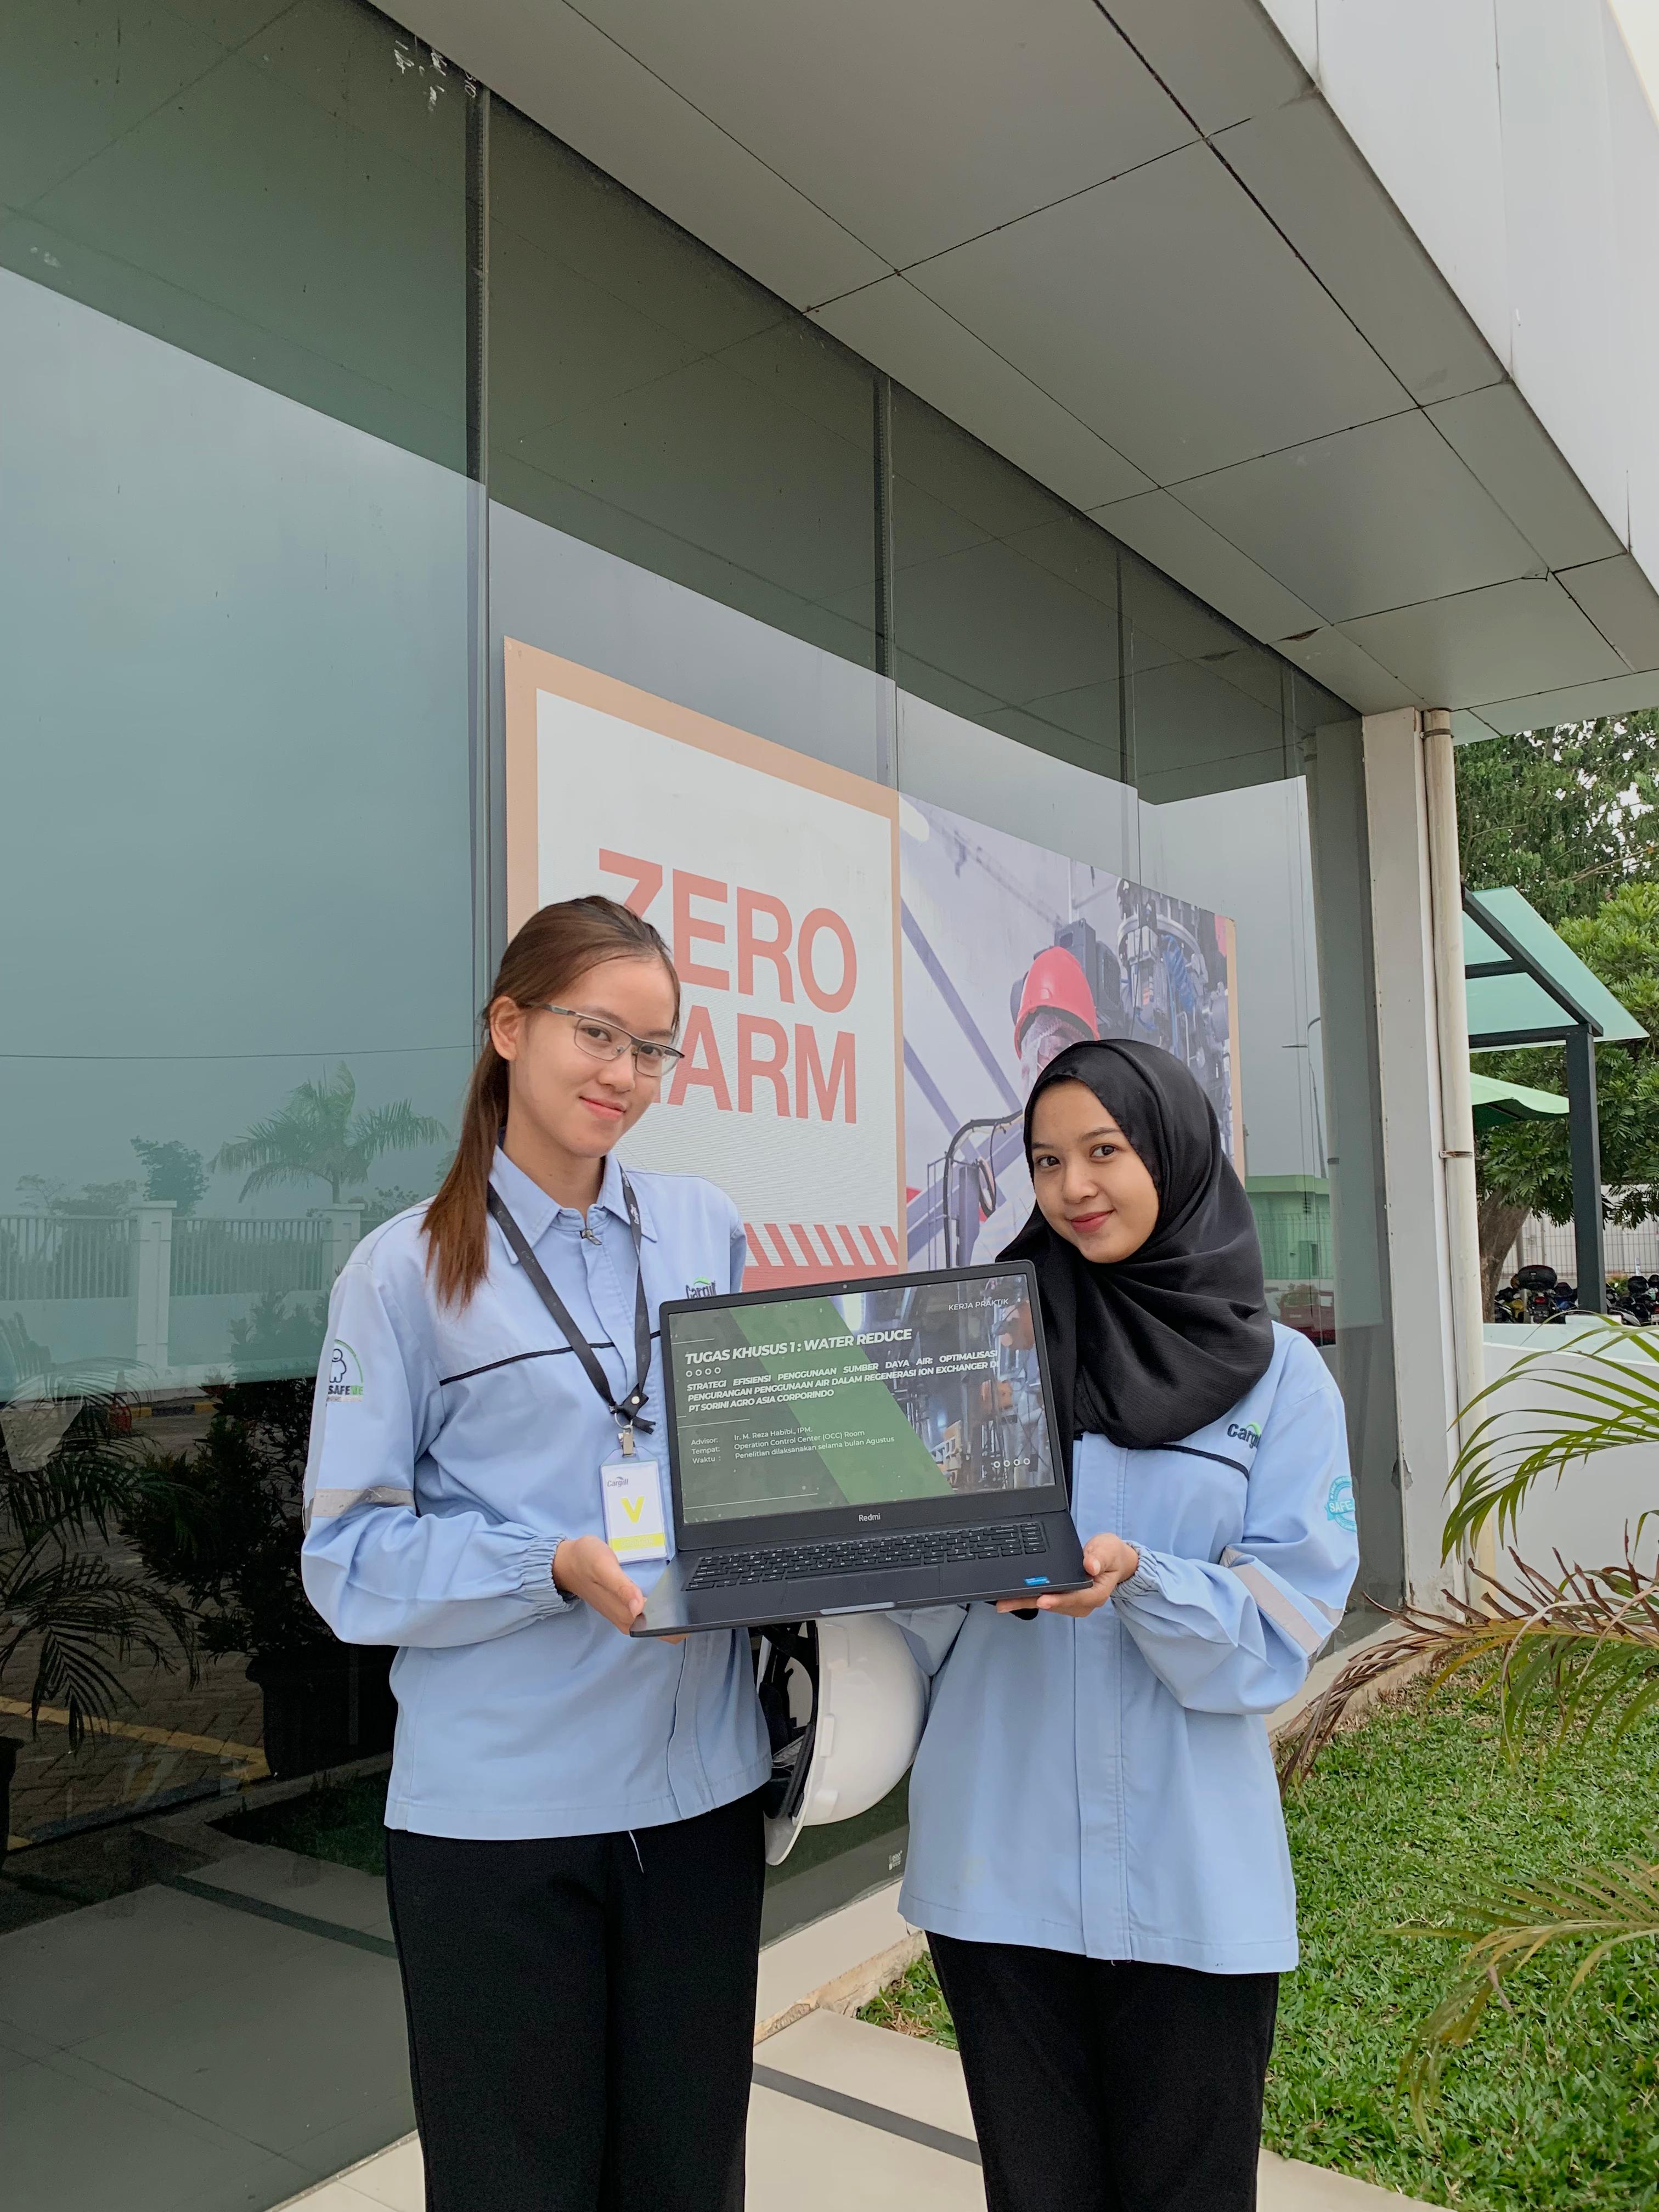 ZERO
HARM
Cargill
SAFEME
Cargill
V
KERJA PRAKTIK
TUGAS KHUSUS 1 : WATER REDUCE
STRATEGI EFISIENSI PENGGUNAAN SUMBER DAYA AIR: OPTIMALISASI
PENGURANGAN PENGGUNAAN AIR DALAM REGENERASI ION EXCHANGER DI
PT SORINI AGRO ASIA CORPORINDO
Advisor: Ir. M. Reza Habibi., IPM.
Tempat: Operation Control Center (OCC) Room
Waktu : Penelitian dilaksanakan selama bulan Agustus
Redmi
Cargill
SAFE